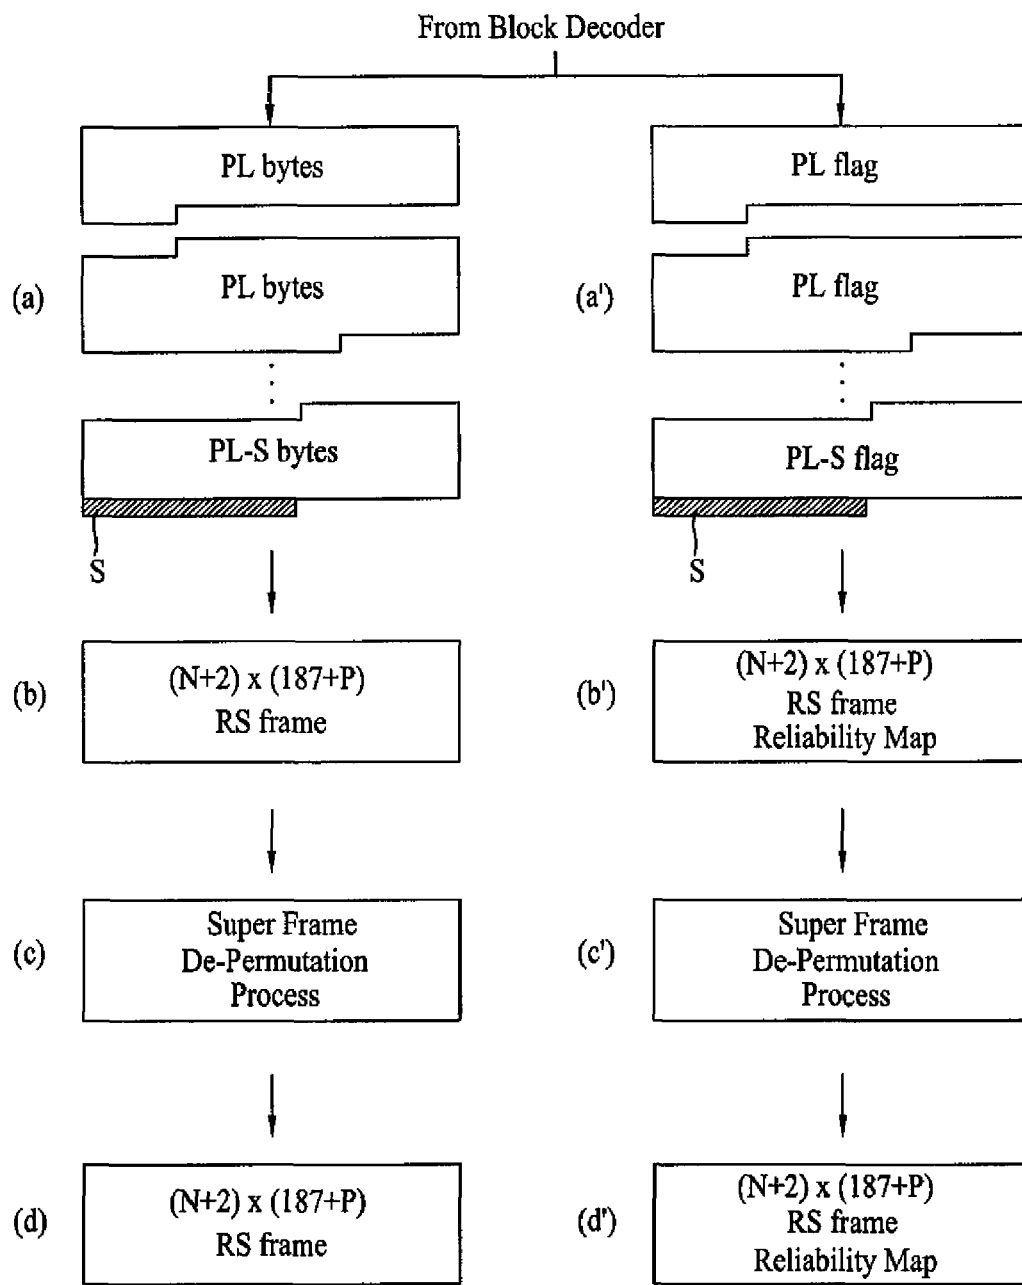 From Block Decoder
PL bytes
PL flag
(a)
PL bytes
(a')
PL flag
PL-S bytes
PL-S flag
S
S
(b)
(N+2) x (187+P)
RS frame
(b')
(N+2) x (187+P)
RS frame
Reliability Map
(c)
Super Frame
De-Permutation
Process
(c')
Super Frame
De-Permutation
Process
(d)
(N+2) x (187+P)
RS frame
(d')
(N+2) x (187+P)
RS frame
Reliability Map